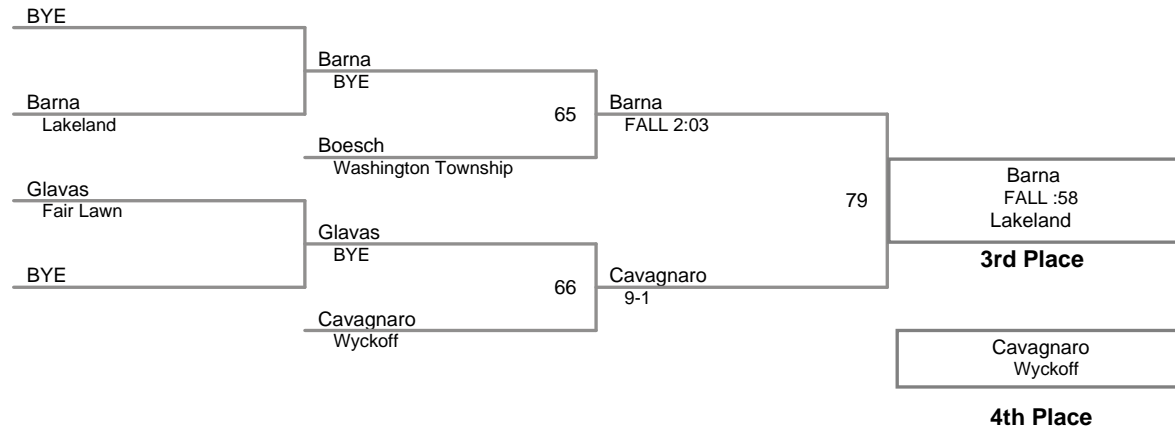 BYE
Barna
Lakeland
Glavas
Fair Lawn
BYE
Barna
BYE
65
Boesch
Washington Township
Glavas
BYE
66
Cavagnaro
Wyckoff
Barna
FALL 2:03
79
Cavagnaro
9-1
Barna
FALL :58
Lakeland
3rd Place
Cavagnaro
Wyckoff
4th Place